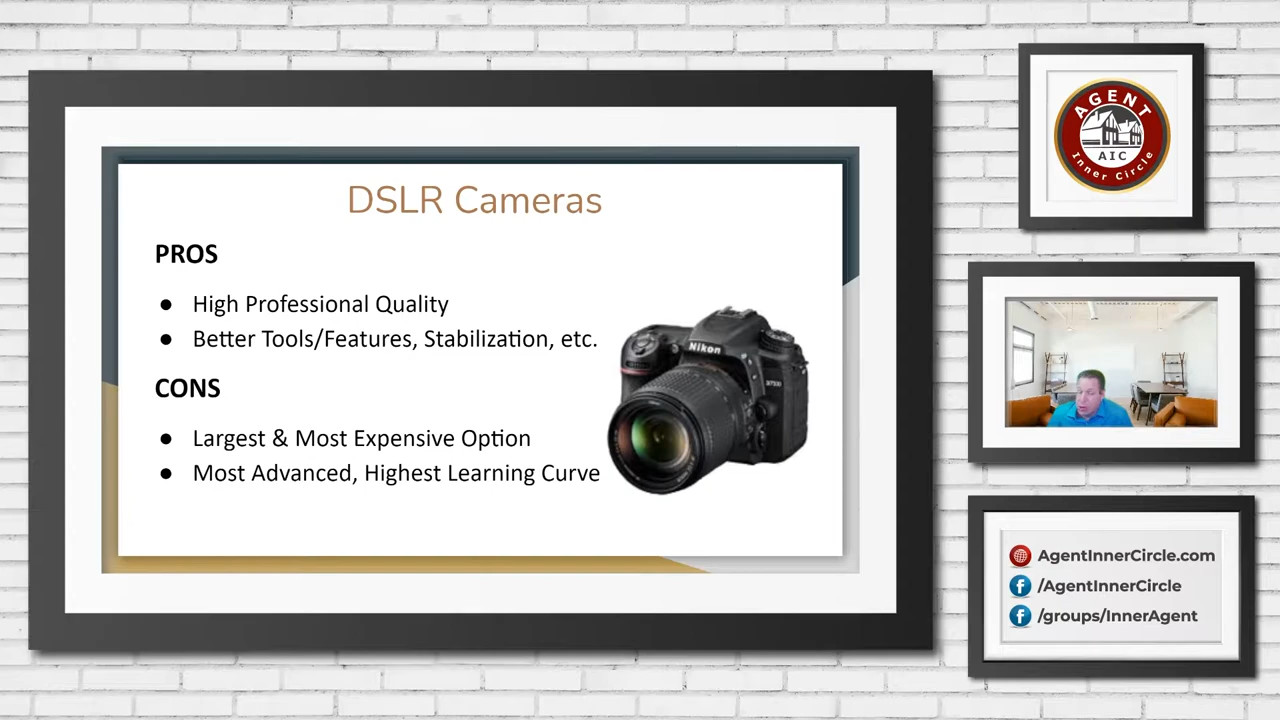 DSLR Cameras
PROS
● High Professional Quality
● Better Tools/Features, Stabilization, etc.
CONS
● Largest & Most Expensive Option
● Most Advanced, Highest Learning Curve
Nikon
AGENT
AIC
Inner Circle
AgentInnerCircle.com
/AgentInnerCircle
/groups/InnerAgent